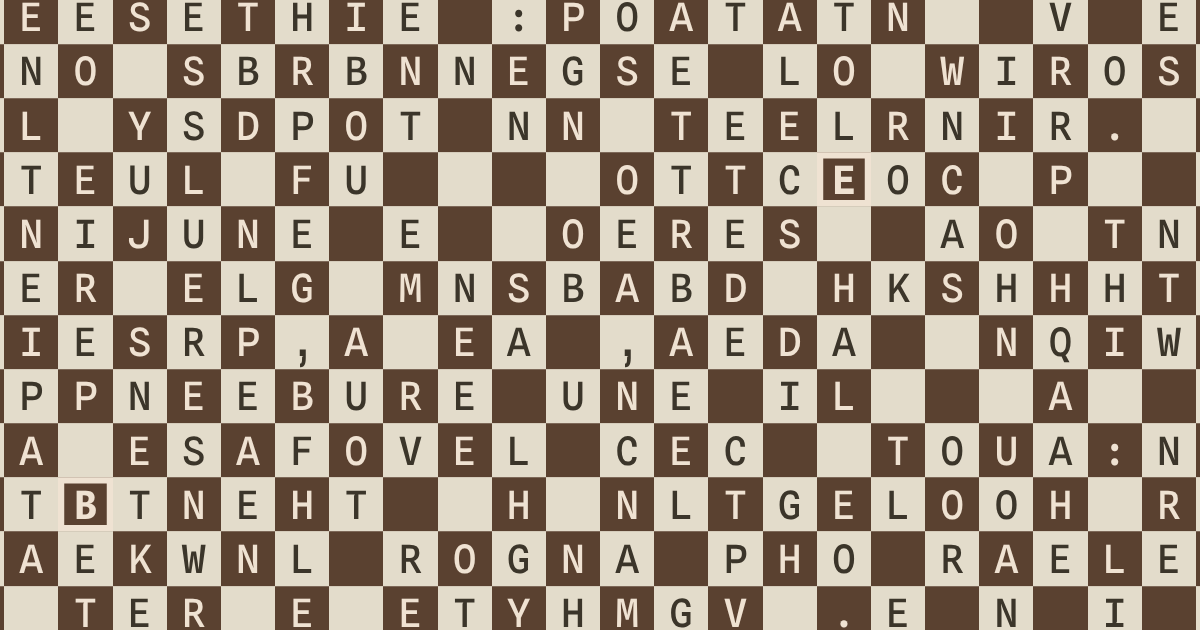 EESETHIE :POATATN  V E
NO SBRBNNEGSE LO WIROS
L YSDPOT NN TEELRNIR.
TEUL FU    OTTCEOC P
NIJUNE E  OERES  AO TN
ER ELG MNSBABD HKSHHHT
IESRP,A EA ,AEDA  NQIW
PPNEEBURE UNE IL   A
A ESAFOVEL CEC  TOUA:N
TBTNEHT  H NLTGELOOH R
AEKWNL ROGNA PHO RAELE
 TER E ETYHMGV .E N I